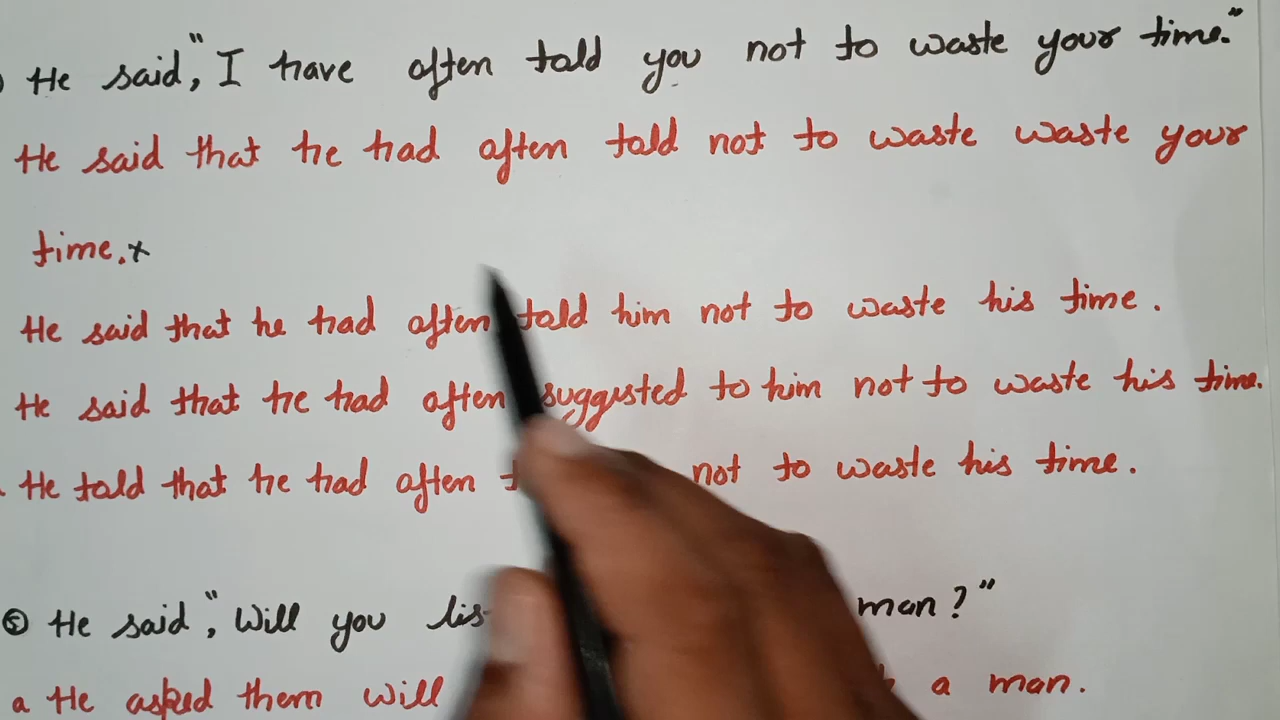 He said, "I have often told you not to waste your time."
He said that he had often told not to waste waste your
time. x
He said that he had often told him not to waste his time.
He said that he had often suggested to him not to waste his time.
He told that he had often not to waste his time.
⑤ He said, "Will you man?"
a He asked them will a man.